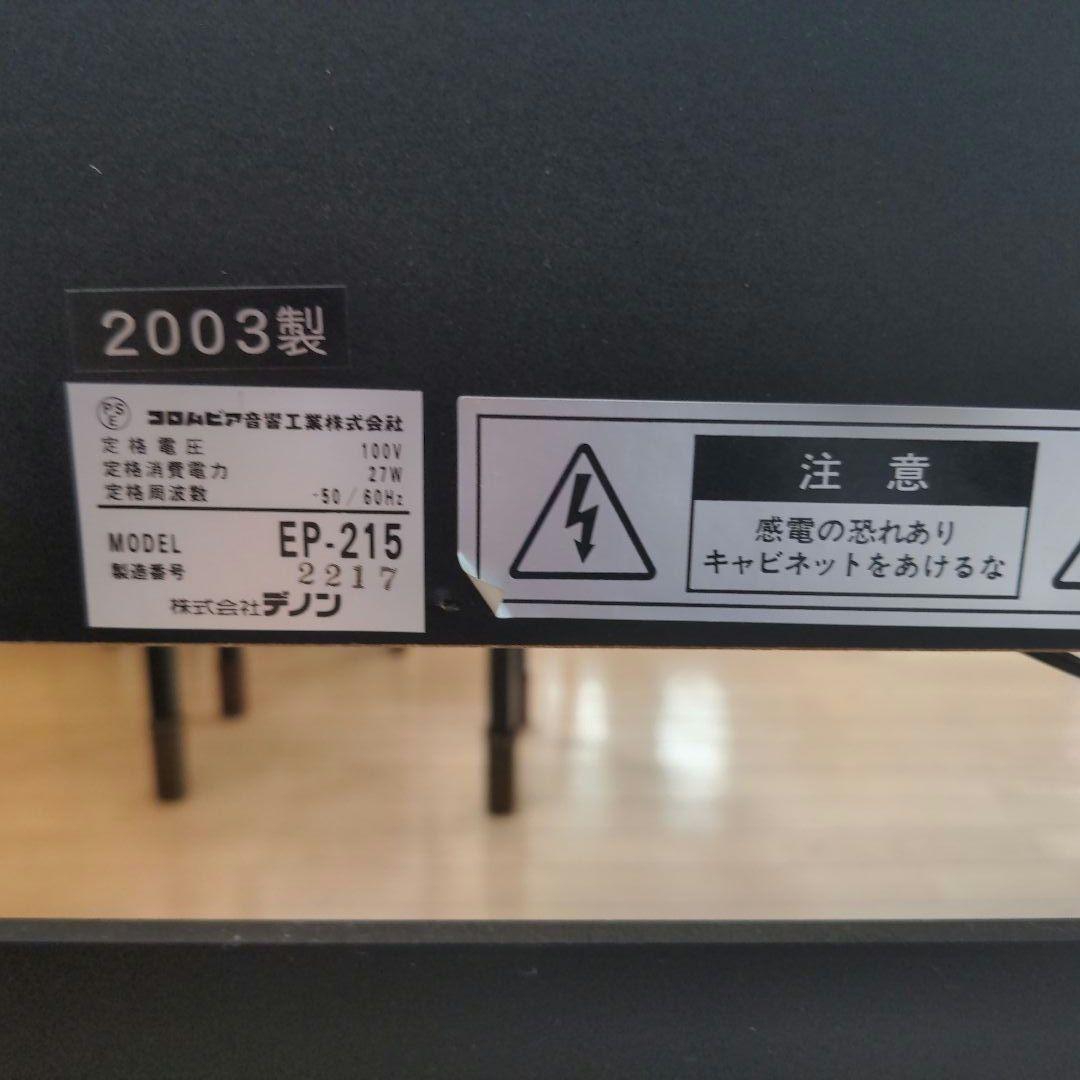 2003製
PSE コロムビア音響工業株式会社
定格電圧 100V
定格消費電力 27W
定格周波数 50/60Hz
MODEL EP-215
製造番号 2217
株式会社デノン
注意
感電の恐れあり
キャビネットをあけるな